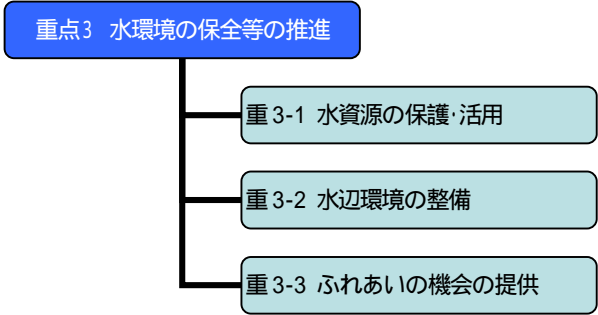 重点3 水環境の保全等の推進
重3-1 水資源の保護･活用
重3-2 水辺環境の整備
重3-3 ふれあいの機会の提供